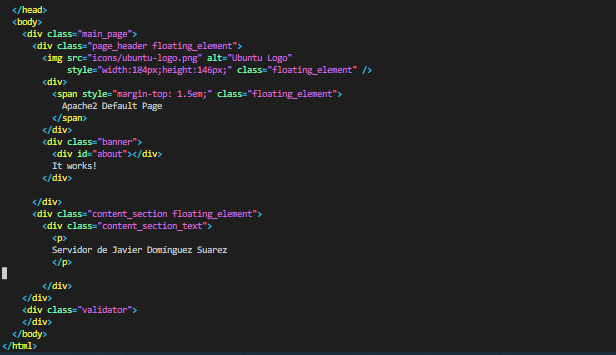 </head>
<body>
<div class="main_page">
<div class="page_header floating_element">
<img src="icons/ubuntu-logo.png" alt="Ubuntu Logo"
style="width:184px;height:146px;" class="floating_element" />
<div>
<span style="margin-top: 1.5em;" class="floating_element">
Apache2 Default Page
</span>
</div>
<div class="banner">
<div id="about"></div>
It works!
</div>
</div>
<div class="content_section floating_element">
<div class="content_section_text">
<p>
Servidor de Javier Domínguez Suarez
</p>
</div>
</div>
<div class="validator">
</div>
</body>
</html>